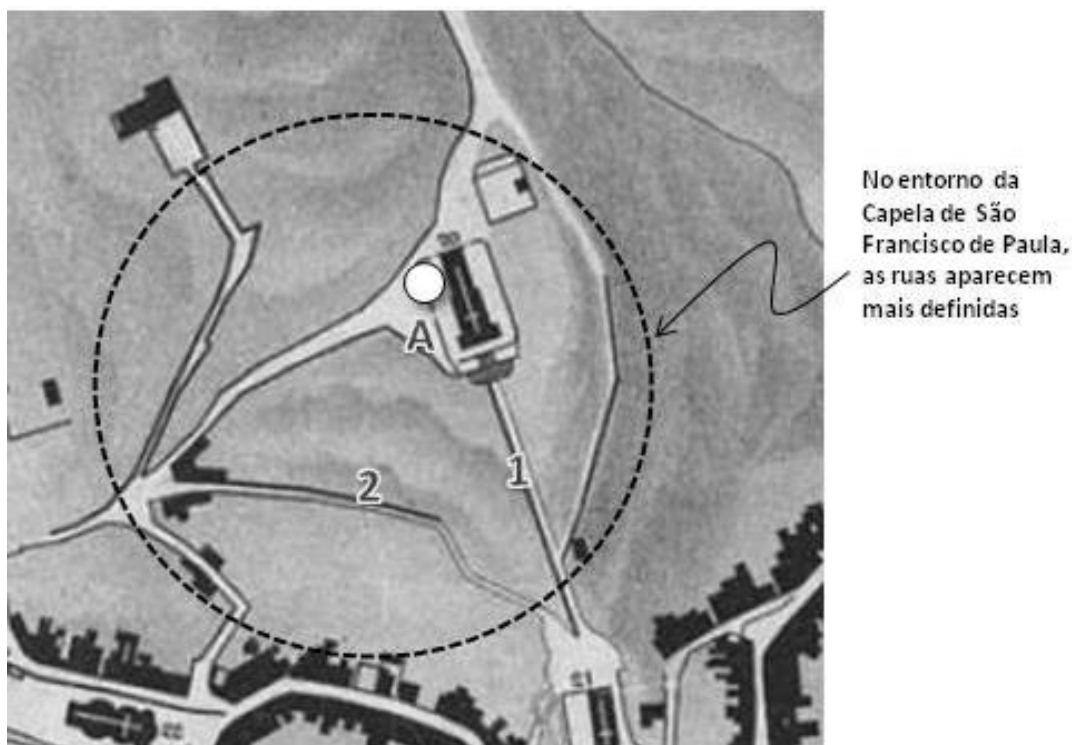 No entorno da
Capela de São
Francisco de Paula,
as ruas aparecem
mais definidas
A
1
2